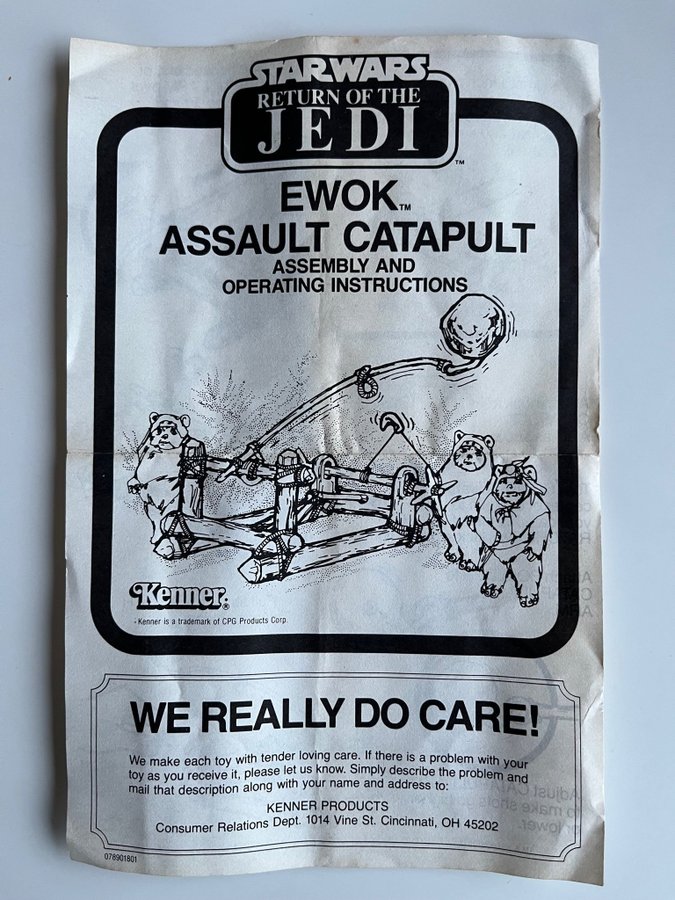 STAR WARS
RETURN OF THE
JEDI
™
EWOK™
ASSAULT CATAPULT
ASSEMBLY AND
OPERATING INSTRUCTIONS
Kenner®
• Kenner is a trademark of CPG Products Corp.
WE REALLY DO CARE!
We make each toy with tender loving care. If there is a problem with your
toy as you receive it, please let us know. Simply describe the problem and
mail that description along with your name and address to:
KENNER PRODUCTS
Consumer Relations Dept. 1014 Vine St. Cincinnati, OH 45202
078901801